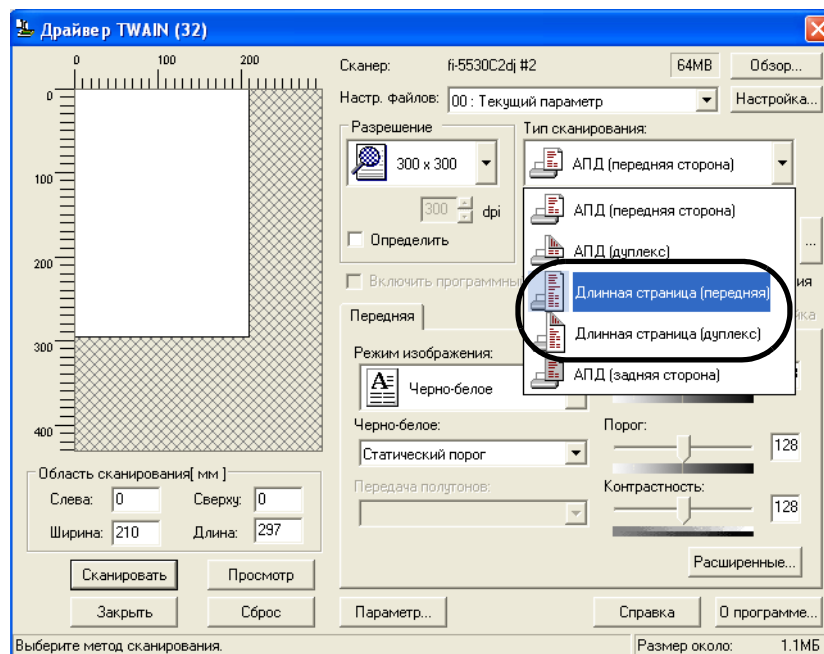 Драйвер TWAIN (32)
0 100 200
0
100
200
300
400
Сканер: fi-5530C2dj #2 64МВ Обзор...
Настр. файлов: 00 : Текущий параметр Настройка...
Разрешение
300 x 300
300 dpi
Определить
Тип сканирования:
АПД (передняя сторона)
АПД (передняя сторона)
АПД (дуплекс)
Длинная страница (передняя)
Длинная страница (дуплекс)
АПД (задняя сторона)
...
Включить программны
ия
Передняя
йка
Режим изображения:
Черно-белое
Черно-белое:
Статический порог
Передача полутонов:
Порог:
128
Контрастность:
128
Расширенные...
Область сканирования[ мм ]
Слева: 0 Сверху: 0
Ширина: 210 Длина: 297
Сканировать Просмотр
Закрыть Сброс Параметр... Справка О программе...
Выберите метод сканирования. Размер около: 1.1МБ